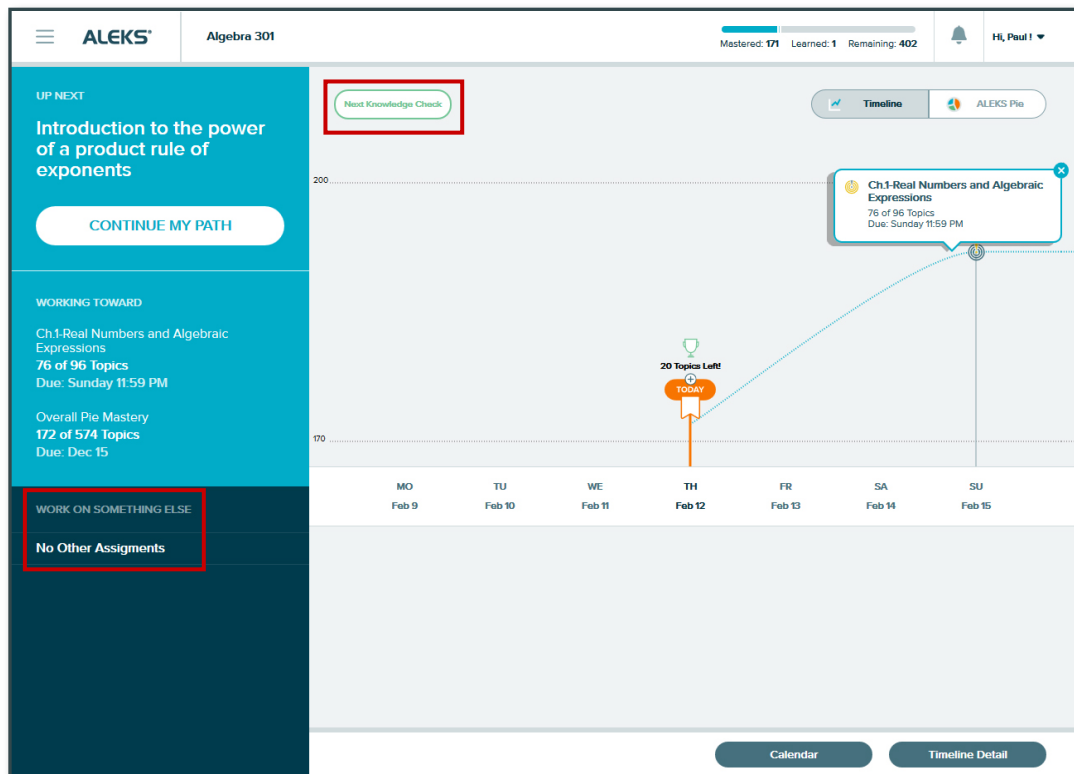 ALEKS®
Algebra 301
Mastered: 171 Learned: 1 Remaining: 402
Hi, Paul !
UP NEXT
Introduction to the power
of a product rule of
exponents
CONTINUE MY PATH
WORKING TOWARD
Ch.1-Real Numbers and Algebraic
Expressions
76 of 96 Topics
Due: Sunday 11:59 PM
Overall Pie Mastery
172 of 574 Topics
Due: Dec 15
WORK ON SOMETHING ELSE
No Other Assigments
Next Knowledge Check
Timeline
ALEKS Pie
200
Ch.1-Real Numbers and Algebraic
Expressions
76 of 96 Topics
Due: Sunday 11:59 PM
20 Topics Left!
TODAY
170
MO TU WE TH FR SA SU
Feb 9 Feb 10 Feb 11 Feb 12 Feb 13 Feb 14 Feb 15
Calendar
Timeline Detail